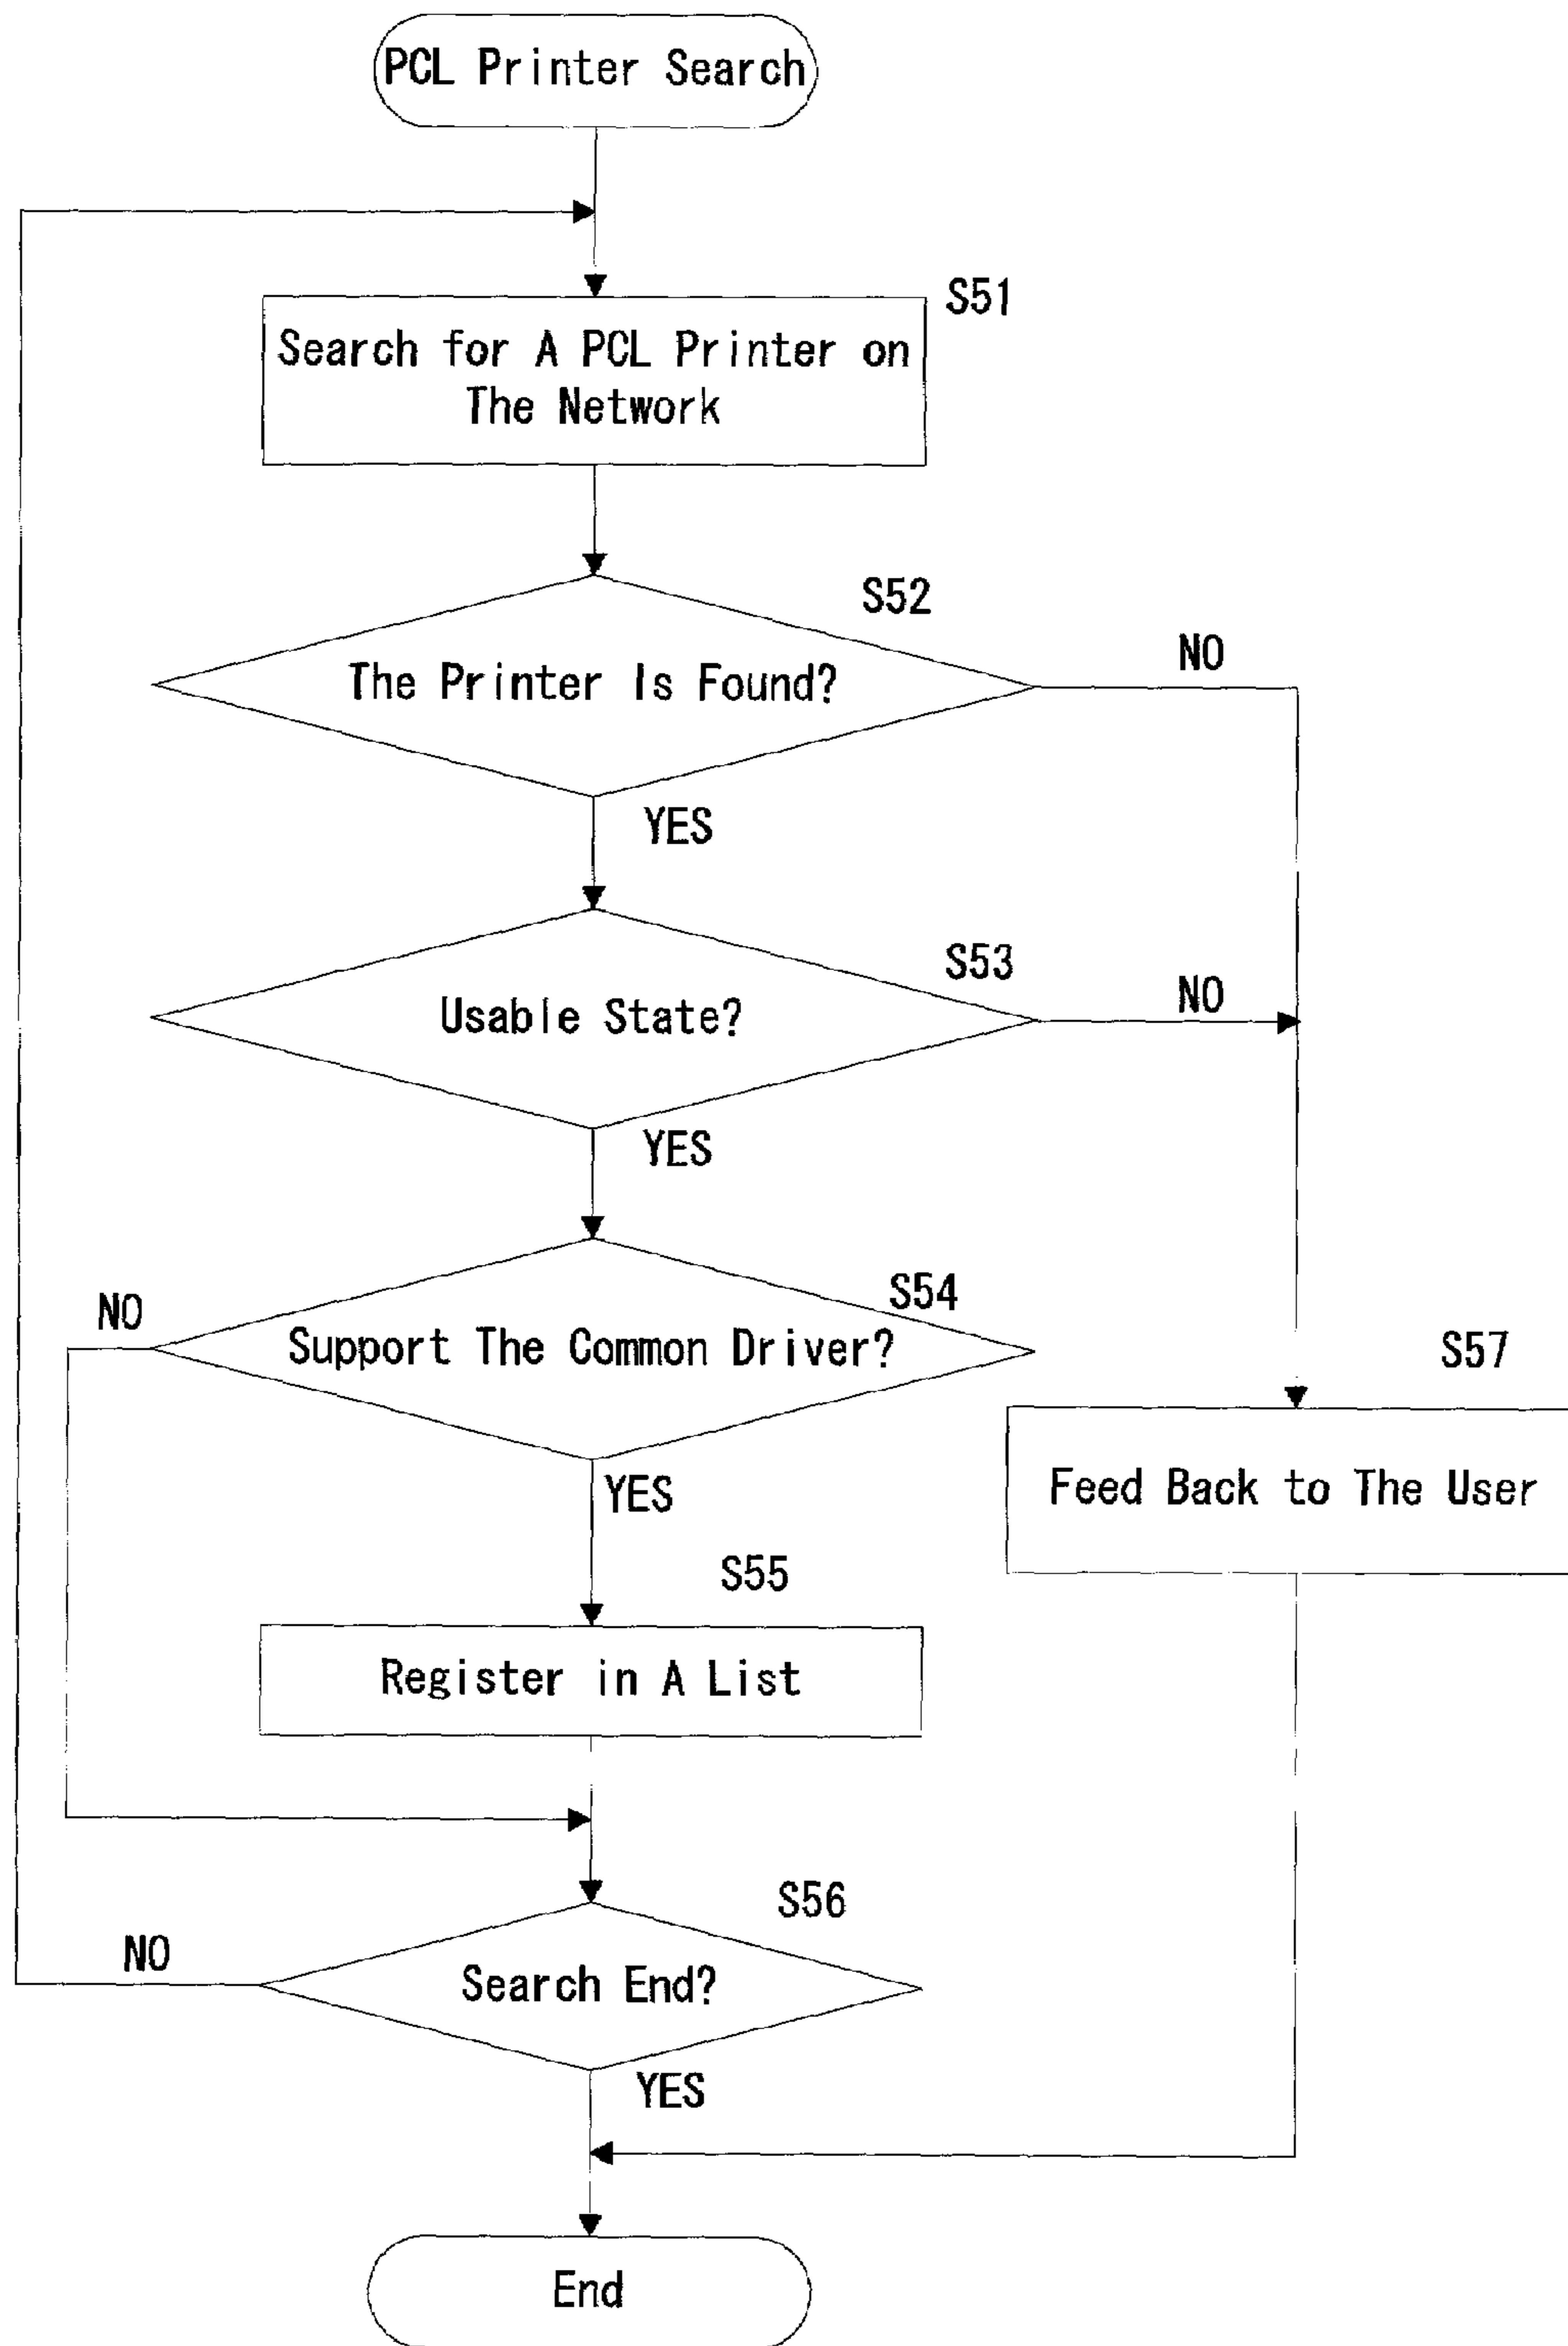 PCL Printer Search
S51
Search for A PCL Printer on
The Network
S52
The Printer Is Found?
NO
YES
S53
Usable State?
NO
YES
S54
NO
Support The Common Driver?
S57
YES
Feed Back to The User
S55
Register in A List
S56
NO
Search End?
YES
End